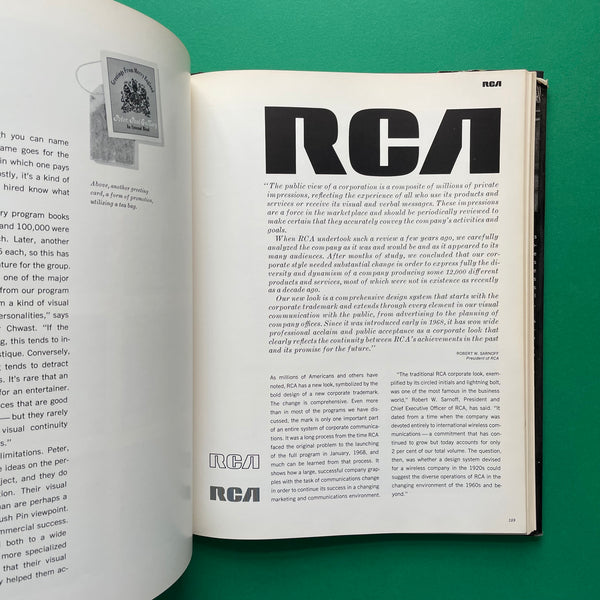 Greetings From Merry England
Above, another greeting
card, a form of promotion,
utilizing a tea bag.
gh you can name
ame goes for the
in which one pays
ostly, it's a kind of
hired know what
ry program books
and 100,000 were
ch. Later, another
5 each, so this has
ature for the group.
one of the major
from our program
m a kind of visual
ersonalities," says
r Chwast. "If the
ng, this tends to in-
stique. Conversely,
g tends to detract
It's rare that an
for an entertainer.
nces that are good
— but they rarely
visual continuity
s."
limitations. Peter,
e ideas on the per-
ject, and they do
tion. Their visual
man are perhaps a
ush Pin viewpoint.
ommercial success.
both to a wide
more specialized
that their visual
y helped them ac-
RCA
RCA
"The public view of a corporation is a composite of millions of private
impressions, reflecting the experience of all who use its products and
services or receive its visual and verbal messages. These impressions
are a force in the marketplace and should be periodically reviewed to
make certain that they accurately convey the company's activities and
goals.
When RCA undertook such a review a few years ago, we carefully
analyzed the company as it was and would be and as it appeared to its
many audiences. After months of study, we concluded that our cor-
porate style needed substantial change in order to express fully the di-
versity and dynamism of a company producing some 12,000 different
products and services, most of which were not in existence as recently
as a decade ago.
Our new look is a comprehensive design system that starts with the
corporate trademark and extends through every element in our visual
communication with the public, from advertising to the planning of
company offices. Since it was introduced early in 1968, it has won wide
professional acclaim and public acceptance as a corporate look that
clearly reflects the continuity between RCA's achievements in the past
and its promise for the future."
ROBERT W. SARNOFF
President of RCA
As millions of Americans and others have
noted, RCA has a new look, symbolized by the
bold design of a new corporate trademark.
The change is comprehensive. Even more
than in most of the programs we have dis-
cussed, the mark is only one important part
of an entire system of corporate communica-
tions. It was a long process from the time RCA
faced the original problem to the launching
of the full program in January, 1968, and
much can be learned from that process. It
shows how a large, successful company grap-
ples with the task of communications change
in order to continue its success in a changing
marketing and communications environment.
RCA
RCA
"The traditional RCA corporate look, exem-
plified by its circled initials and lightning bolt,
was one of the most famous in the business
world," Robert W. Sarnoff, President and
Chief Executive Officer of RCA, has said. "It
dated from a time when the company was
devoted entirely to international wireless com-
munications — a commitment that has con-
tinued to grow but today accounts for only
2 per cent of our total volume. The question,
then, was whether a design system devised
for a wireless company in the 1920s could
suggest the diverse operations of RCA in the
changing environment of the 1960s and be-
yond."
123